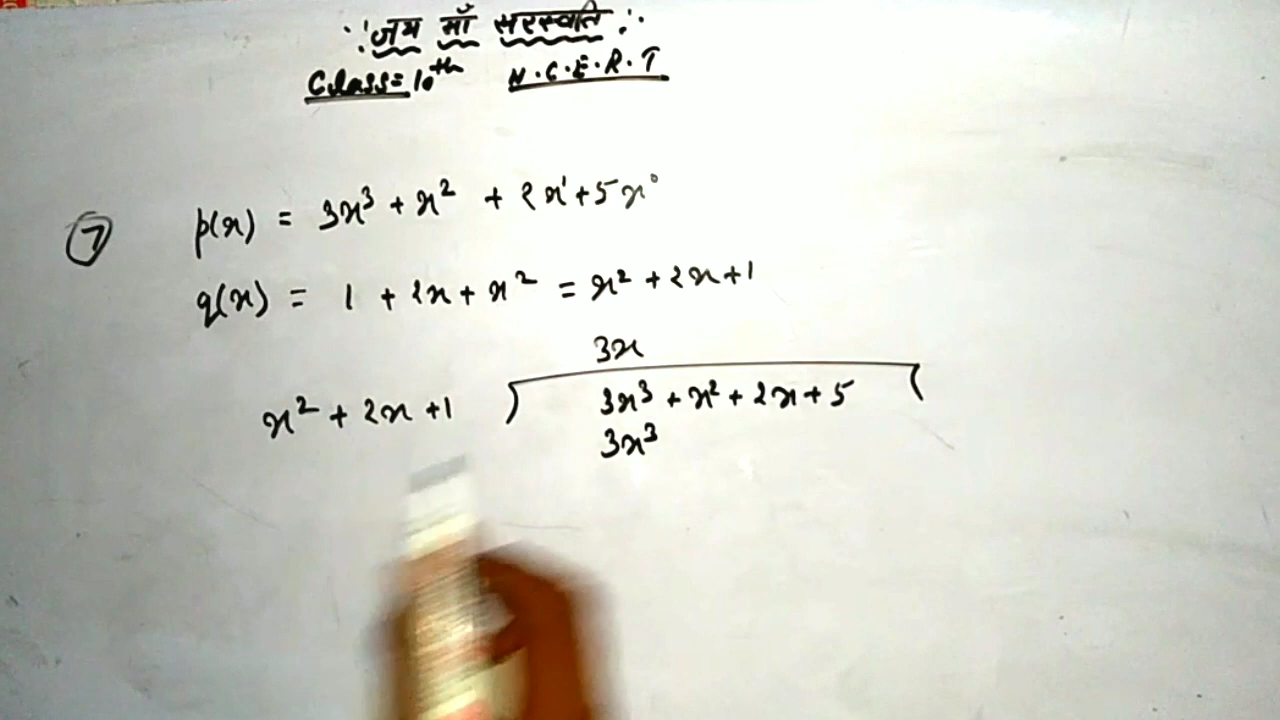 ∵ जय माँ सरस्वति ∴
Class = 10th N.C.E.R.T
7 p(x) = 3x³ + x² + 2x¹ + 5x⁰
q(x) = 1 + 2x + x² = x² + 2x + 1
3x
x² + 2x + 1 ) 3x³ + x² + 2x + 5 (
3x³